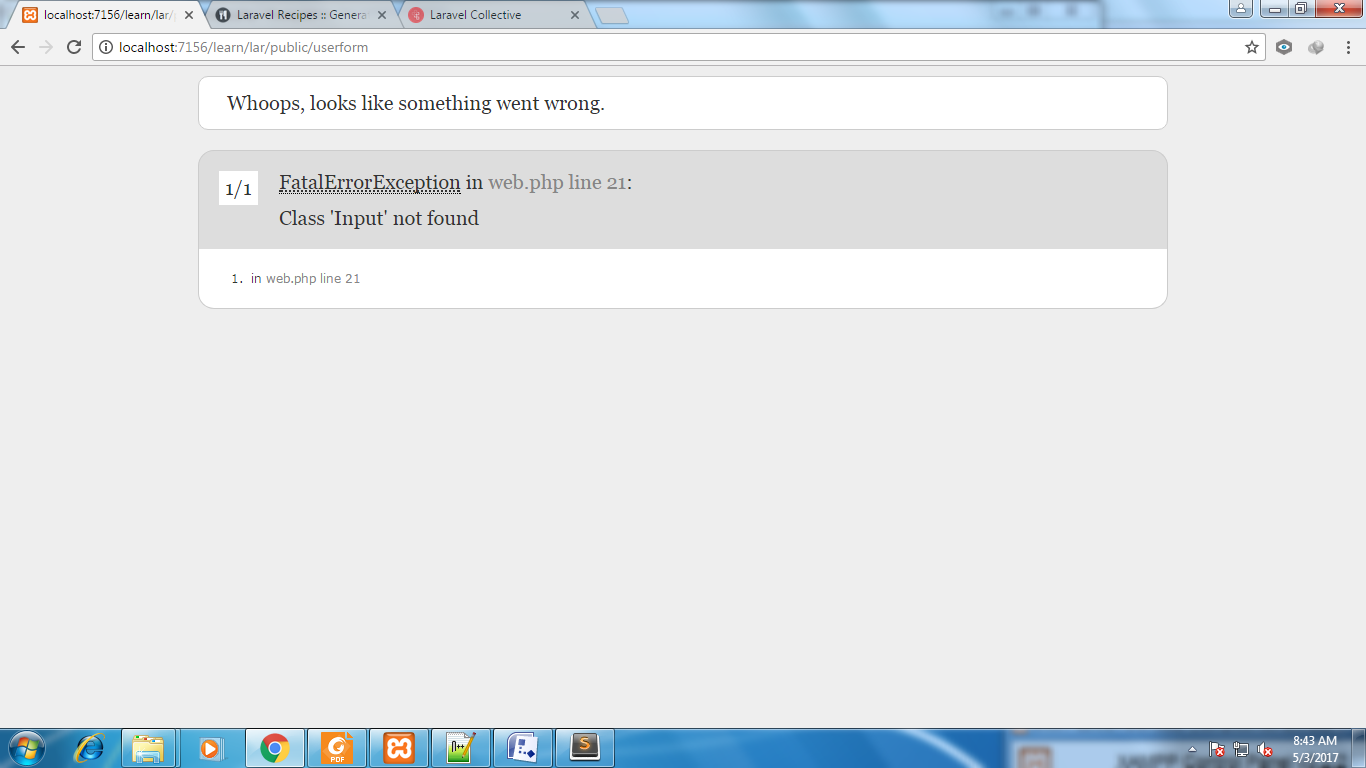 localhost:7156/learn/lar/
Laravel Recipes :: Genera
Laravel Collective
localhost:7156/learn/lar/public/userform
Whoops, looks like something went wrong.
1/1
FatalErrorException in web.php line 21:
Class 'Input' not found
1. in web.php line 21
PDF
8:43 AM
5/3/2017